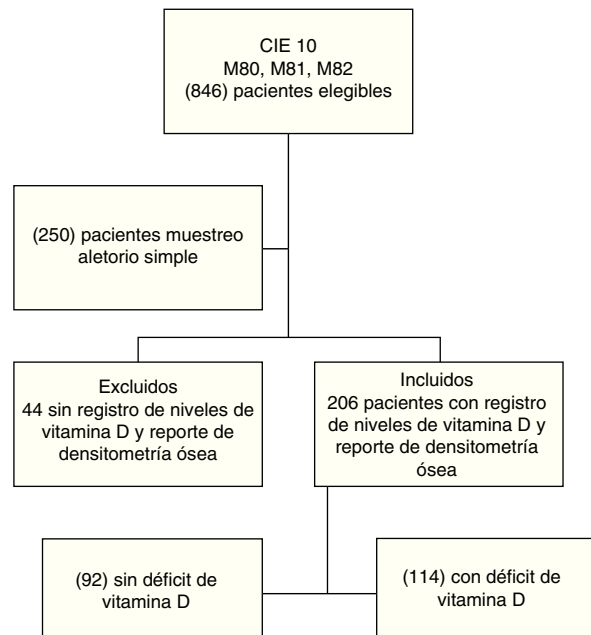 CIE 10
M80, M81, M82
(846) pacientes elegibles
(250) pacientes muestreo
aletorio simple
Excluidos
44 sin registro de niveles de
vitamina D y reporte de
densitometría ósea
Incluidos
206 pacientes con registro
de niveles de vitamina D y
reporte de densitometría
ósea
(92) sin déficit de
vitamina D
(114) con déficit de
vitamina D